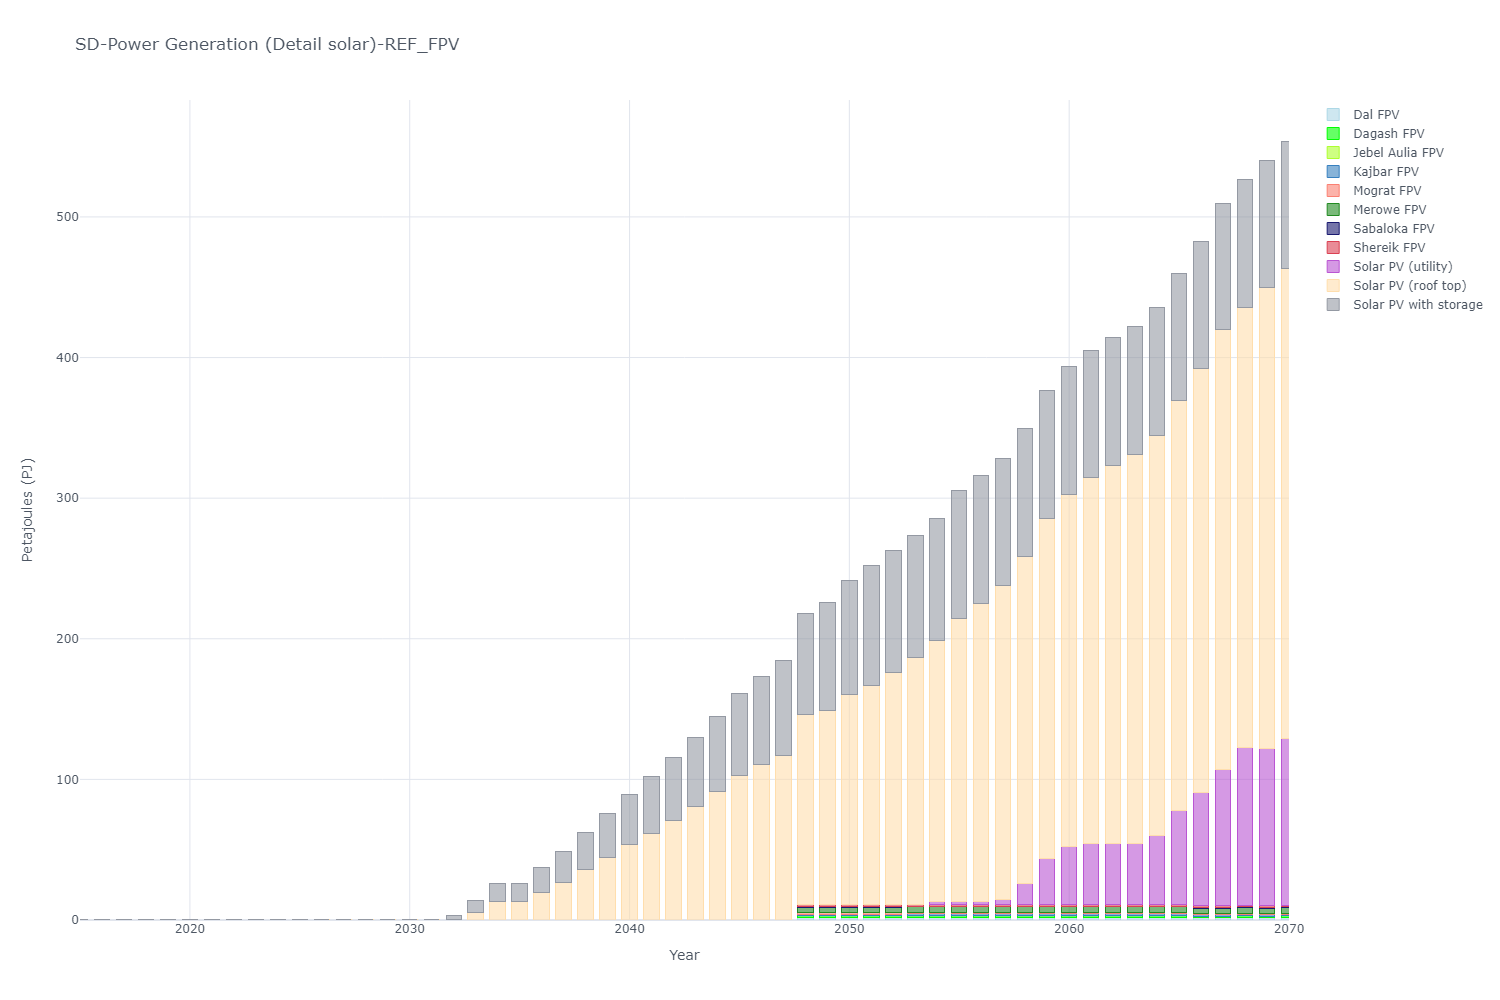 SD-Power Generation (Detail solar)-REF_FPV
Dal FPV
Dagash FPV
Jebel Aulia FPV
Kajbar FPV
Mograt FPV
Merowe FPV
Sabaloka FPV
Shereik FPV
Solar PV (utility)
Solar PV (roof top)
Solar PV with storage
500
400
300
200
100
0
Petajoules (PJ)
2020 2030 2040 2050 2060 2070
Year